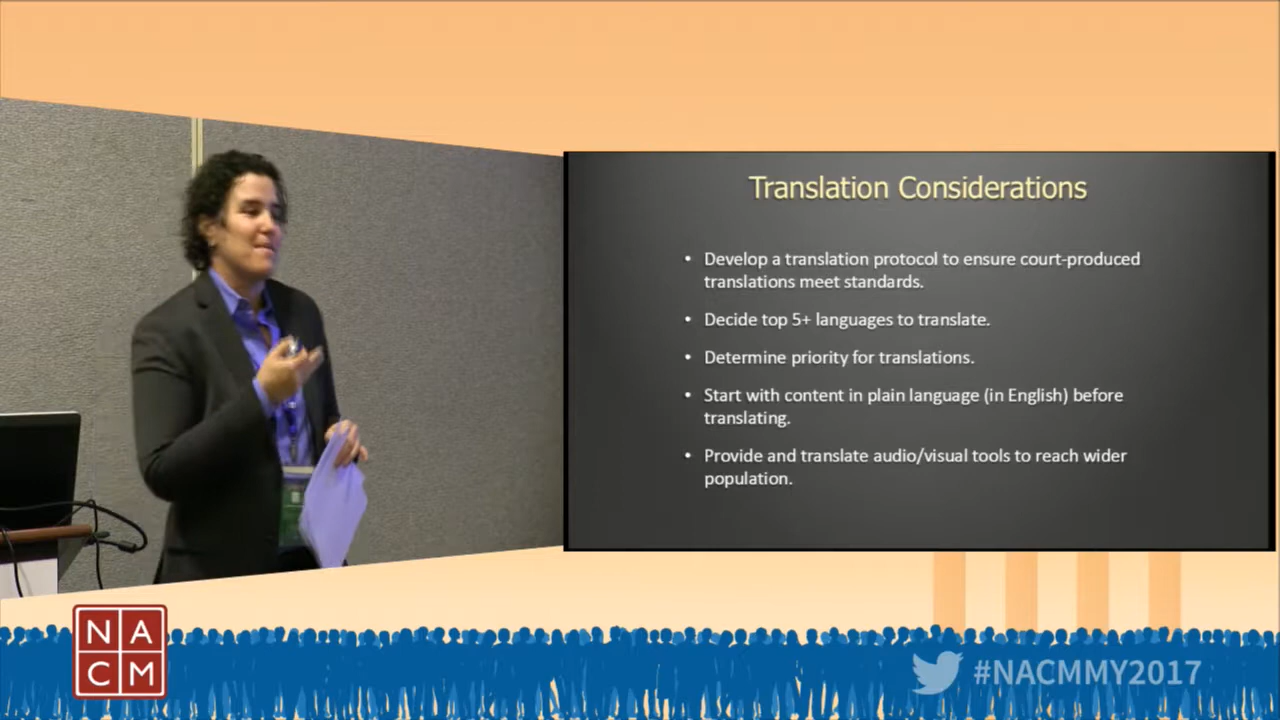 Translation Considerations
• Develop a translation protocol to ensure court-produced
translations meet standards.
• Decide top 5+ languages to translate.
• Determine priority for translations.
• Start with content in plain language (in English) before
translating.
• Provide and translate audio/visual tools to reach wider
population.
N A
C M
#NACMMY2017